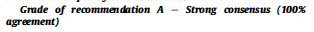 Grade of recommendation A – Strong consensus (100%
agreement)